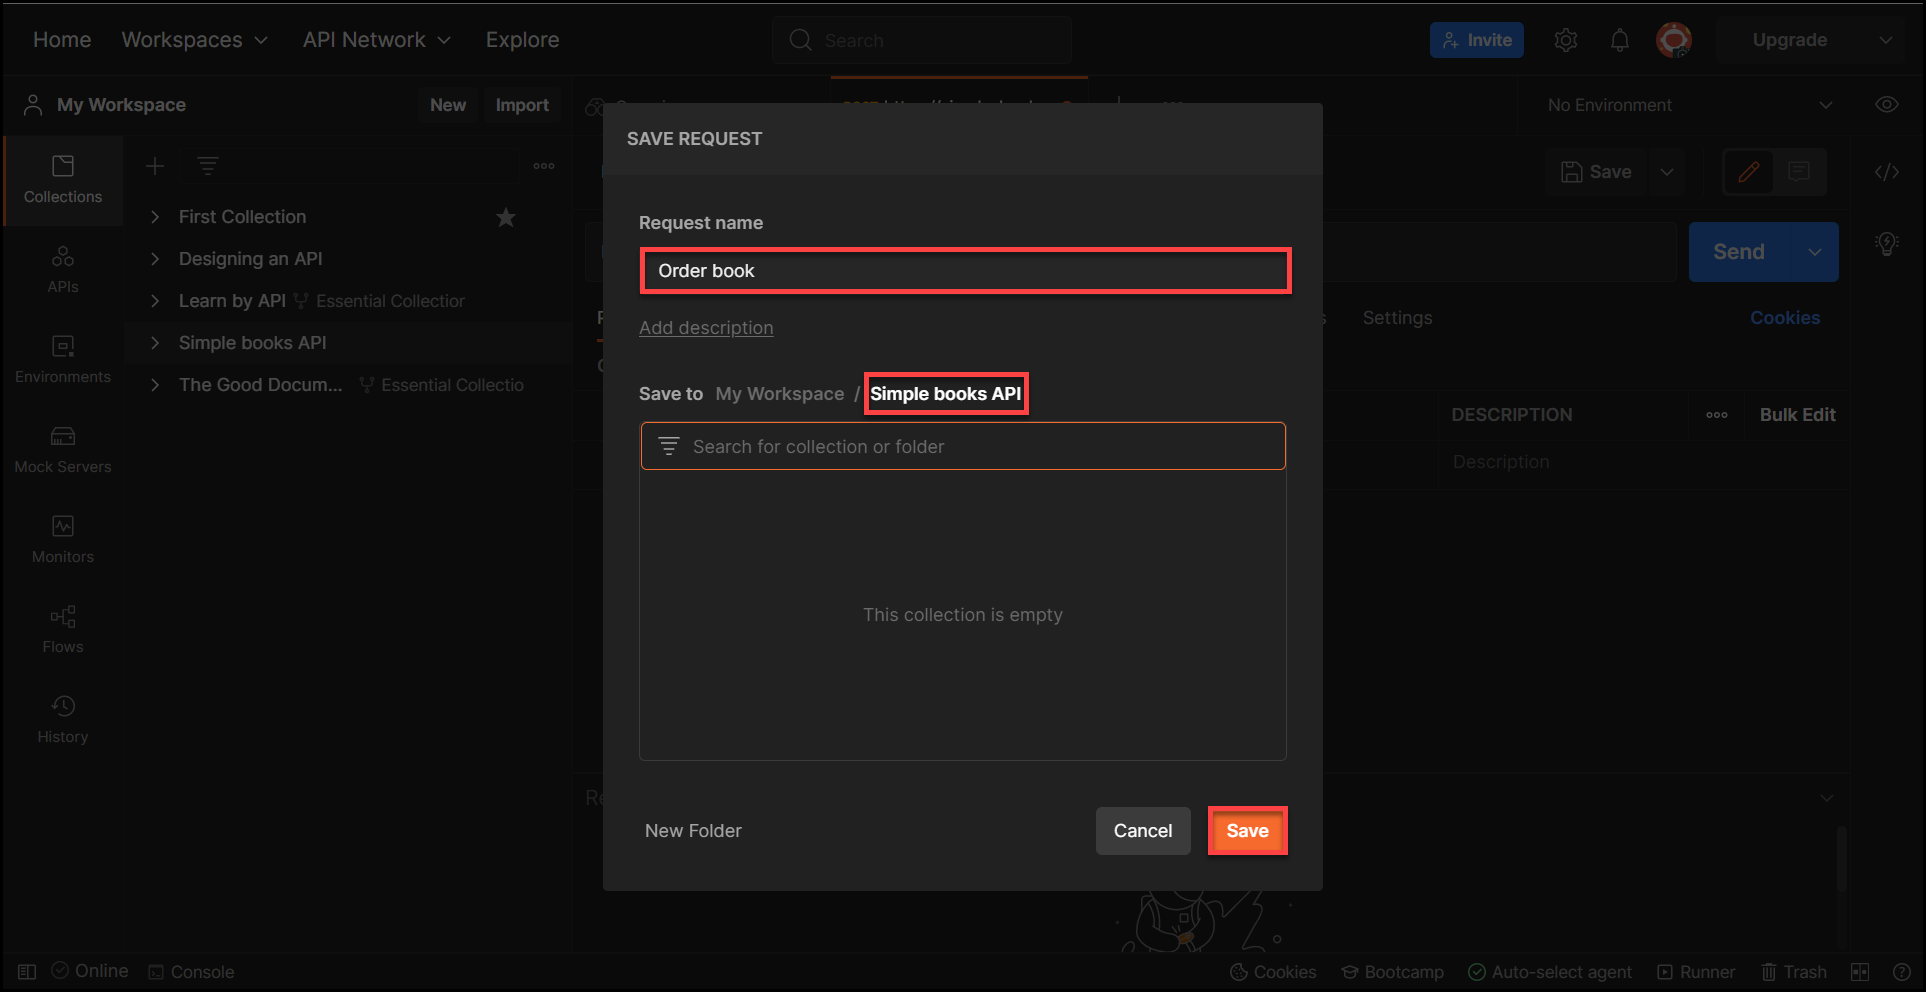 Home Workspaces API Network Explore Search Invite Upgrade
My Workspace New Import No Environment
SAVE REQUEST
Collections
Save
First Collection
Request name
Designing an API
Order book
Send
APIs
Learn by API Essential Collection
Add description
Settings Cookies
Simple books API
Environments
The Good Docum... Essential Collectio
Save to My Workspace / Simple books API
DESCRIPTION Bulk Edit
Search for collection or folder
Description
Mock Servers
Monitors
This collection is empty
Flows
History
New Folder Cancel Save
Online Console Cookies Bootcamp Auto-select agent Runner Trash